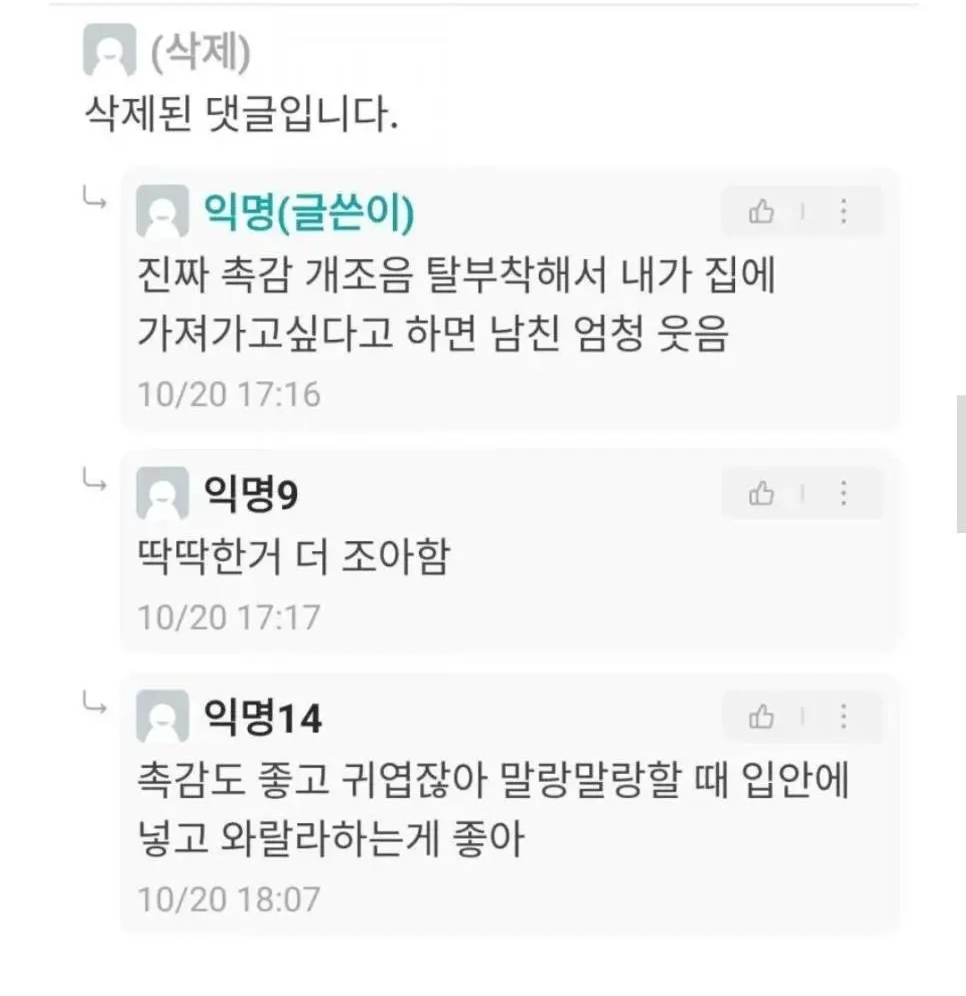 (삭제)
삭제된 댓글입니다.
익명(글쓴이)
진짜 촉감 개조음 탈부착해서 내가 집에
가져가고싶다고 하면 남친 엄청 웃음
10/20 17:16
익명9
딱딱한거 더 조아함
10/20 17:17
익명14
촉감도 좋고 귀엽잖아 말랑말랑할 때 입안에
넣고 와랄라하는게 좋아
10/20 18:07